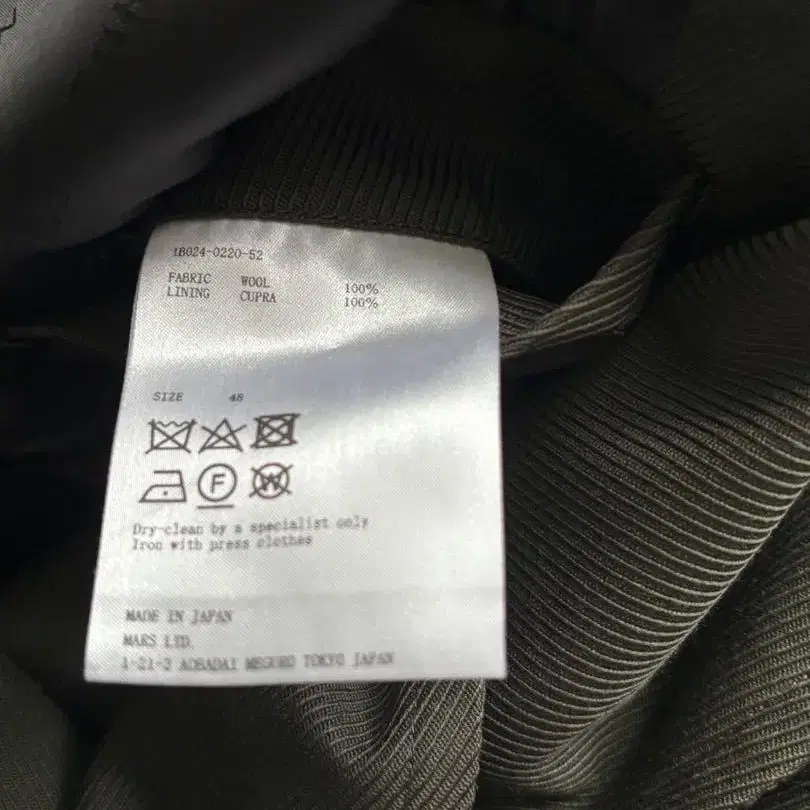 1B024-0220-52
FABRIC WOOL 100%
LINING CUPRA 100%
SIZE 48
F
W
Dry-clean by a specialist only
Iron with press clothes
MADE IN JAPAN
MARS LTD.
1-21-2 AOBADAI MEGURO TOKYO JAPAN